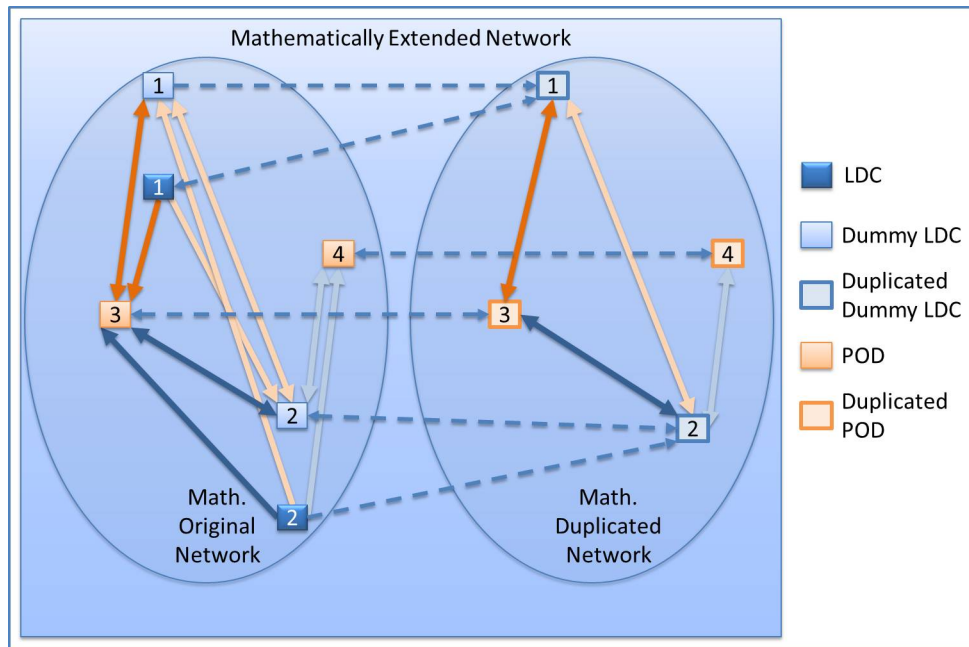 Mathematically Extended Network
1
1
1
4
4
3
3
2
2
2
Math.
Original
Network
Math.
Duplicated
Network
LDC
Dummy LDC
Duplicated
Dummy LDC
POD
Duplicated
POD